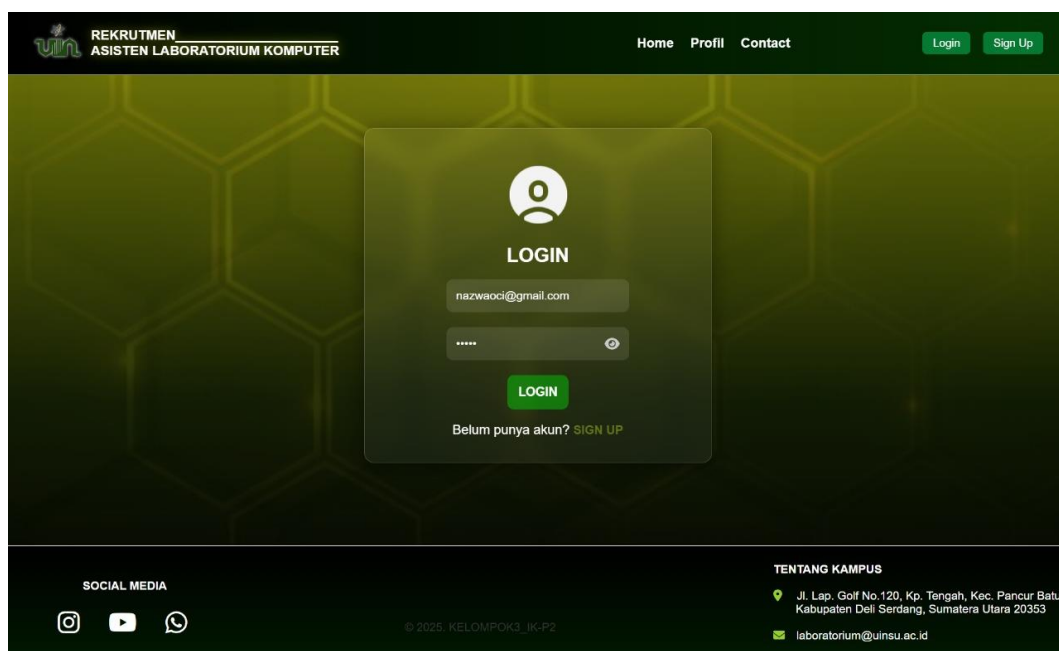 uin
REKRUTMEN
ASISTEN LABORATORIUM KOMPUTER
Home Profil Contact
Login Sign Up
LOGIN
nazwaoci@gmail.com
•••••
LOGIN
Belum punya akun? SIGN UP
SOCIAL MEDIA
© 2025. KELOMPOK3_IK-P2
TENTANG KAMPUS
Jl. Lap. Golf No.120, Kp. Tengah, Kec. Pancur Batu
Kabupaten Deli Serdang, Sumatera Utara 20353
laboratorium@uinsu.ac.id